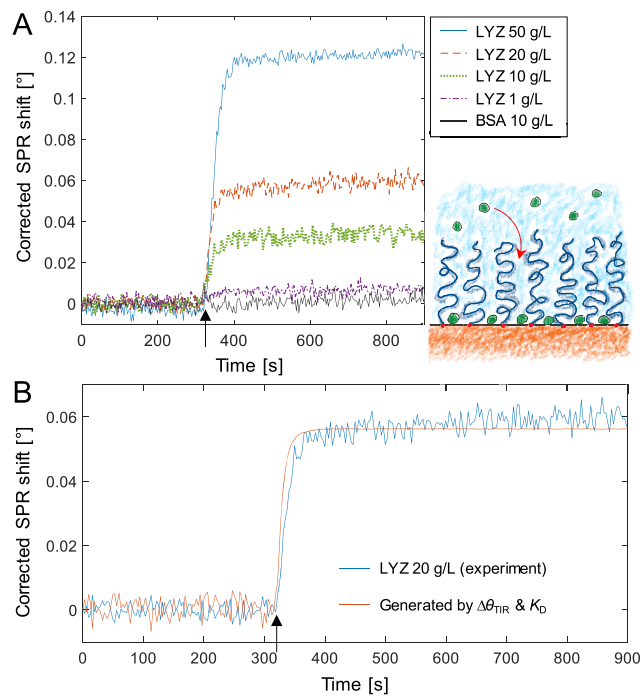 A
Corrected SPR shift [°]
0.14
0.12
0.1
0.08
0.06
0.04
0.02
0
0 200 400 600 800
Time [s]
LYZ 50 g/L
LYZ 20 g/L
LYZ 10 g/L
LYZ 1 g/L
BSA 10 g/L
B
Corrected SPR shift [°]
0.06
0.04
0.02
0
LYZ 20 g/L (experiment)
Generated by ΔθTIR & KD
0 100 200 300 400 500 600 700 800 900
Time [s]